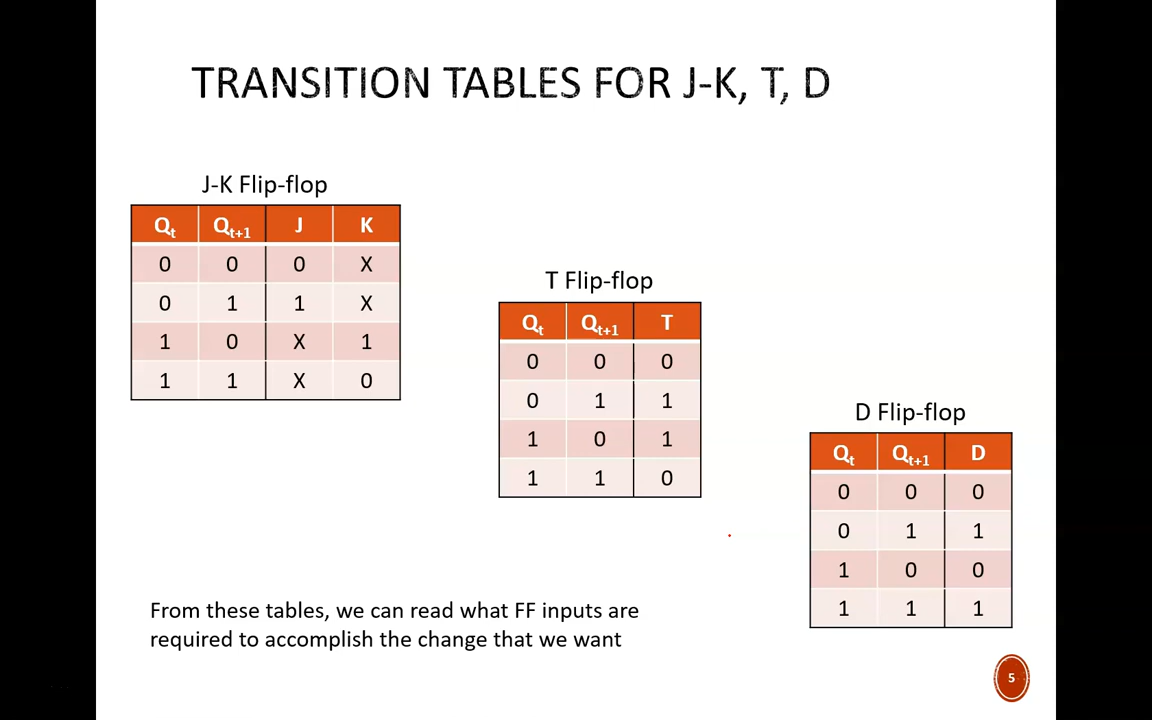 TRANSITION TABLES FOR J-K, T, D
J-K Flip-flop
Qt Qt+1 J K
0 0 0 X
0 1 1 X
1 0 X 1
1 1 X 0
T Flip-flop
Qt Qt+1 T
0 0 0
0 1 1
1 0 1
1 1 0
D Flip-flop
Qt Qt+1 D
0 0 0
0 1 1
1 0 0
1 1 1
From these tables, we can read what FF inputs are
required to accomplish the change that we want
5